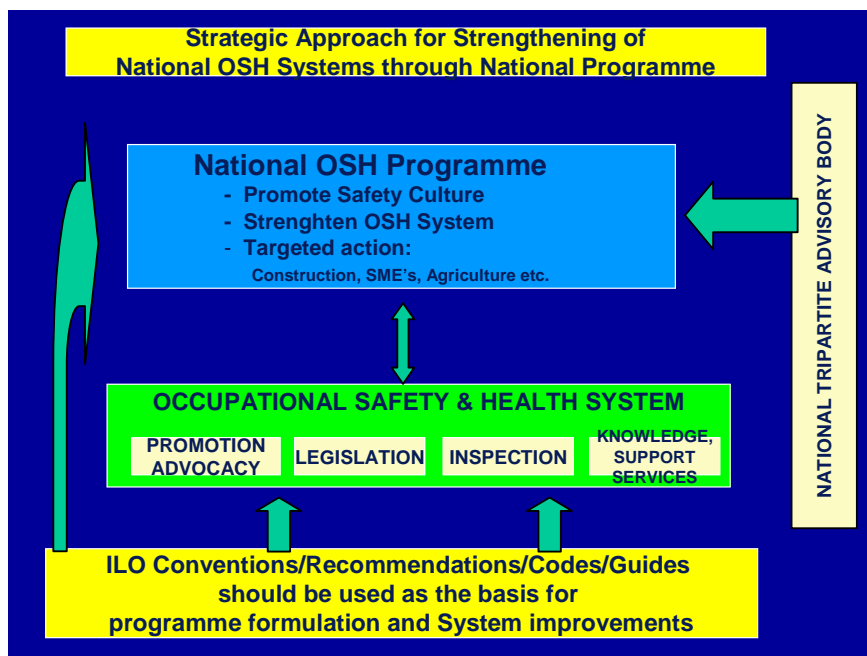 Strategic Approach for Strengthening of
National OSH Systems through National Programme
National OSH Programme
- Promote Safety Culture
- Strenghten OSH System
- Targeted action:
Construction, SME's, Agriculture etc.
NATIONAL TRIPARTITE ADVISORY BODY
OCCUPATIONAL SAFETY & HEALTH SYSTEM
PROMOTION
ADVOCACY
LEGISLATION
INSPECTION
KNOWLEDGE,
SUPPORT
SERVICES
ILO Conventions/Recommendations/Codes/Guides
should be used as the basis for
programme formulation and System improvements